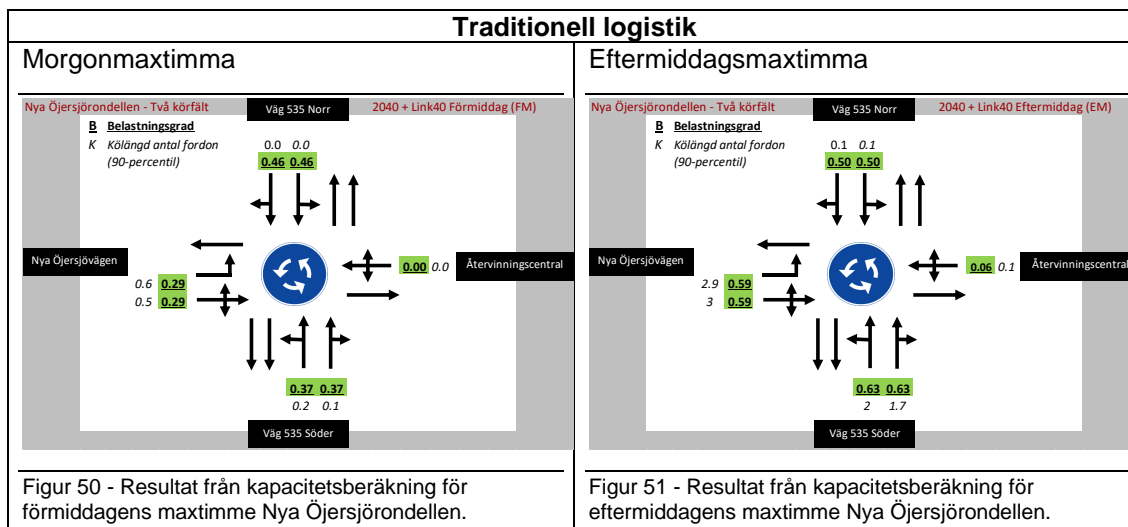 Traditionell logistik
Morgonmaxtimma
Nya Öjersjörondellen - Två körfält
Väg 535 Norr
2040 + Link40 Förmiddag (FM)
B Belastningsgrad
K Kölängd antal fordon
(90-percentil)
0.0 0.0
0.46 0.46
Nya Öjersjövägen
0.6 0.29
0.5 0.29
0.00 0.0
Återvinningscentral
0.37 0.37
0.2 0.1
Väg 535 Söder
Figur 50 - Resultat från kapacitetsberäkning för
förmiddagens maxtimme Nya Öjersjörondellen.
Eftermiddagsmaxtimma
Nya Öjersjörondellen - Två körfält
Väg 535 Norr
2040 + Link40 Eftermiddag (EM)
B Belastningsgrad
K Kölängd antal fordon
(90-percentil)
0.1 0.1
0.50 0.50
Nya Öjersjövägen
2.9 0.59
3 0.59
0.06 0.1
Återvinningscentral
0.63 0.63
2 1.7
Väg 535 Söder
Figur 51 - Resultat från kapacitetsberäkning för
eftermiddagens maxtimme Nya Öjersjörondellen.